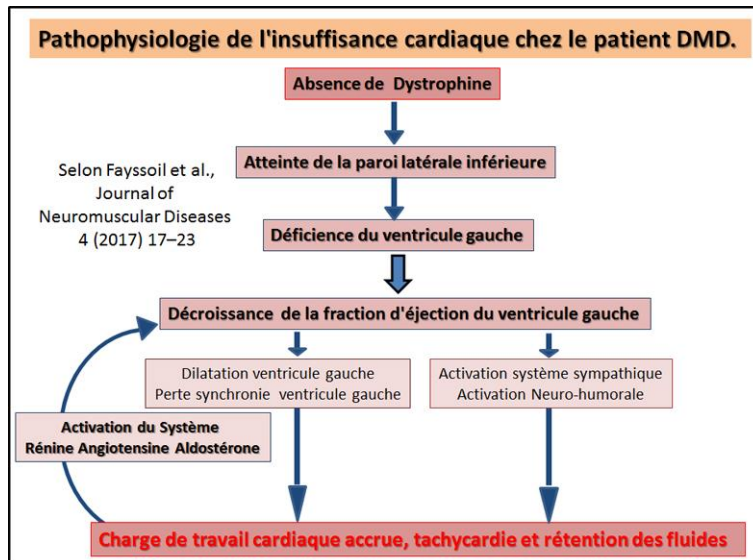 Pathophysiologie de l'insuffisance cardiaque chez le patient DMD.
Absence de Dystrophine
Atteinte de la paroi latérale inférieure
Selon Fayssoil et al.,
Journal of
Neuromuscular Diseases
4 (2017) 17–23
Déficience du ventricule gauche
Décroissance de la fraction d'éjection du ventricule gauche
Dilatation ventricule gauche
Perte synchronie ventricule gauche
Activation système sympathique
Activation Neuro-humorale
Activation du Système
Rénine Angiotensine Aldostérone
Charge de travail cardiaque accrue, tachycardie et rétention des fluides